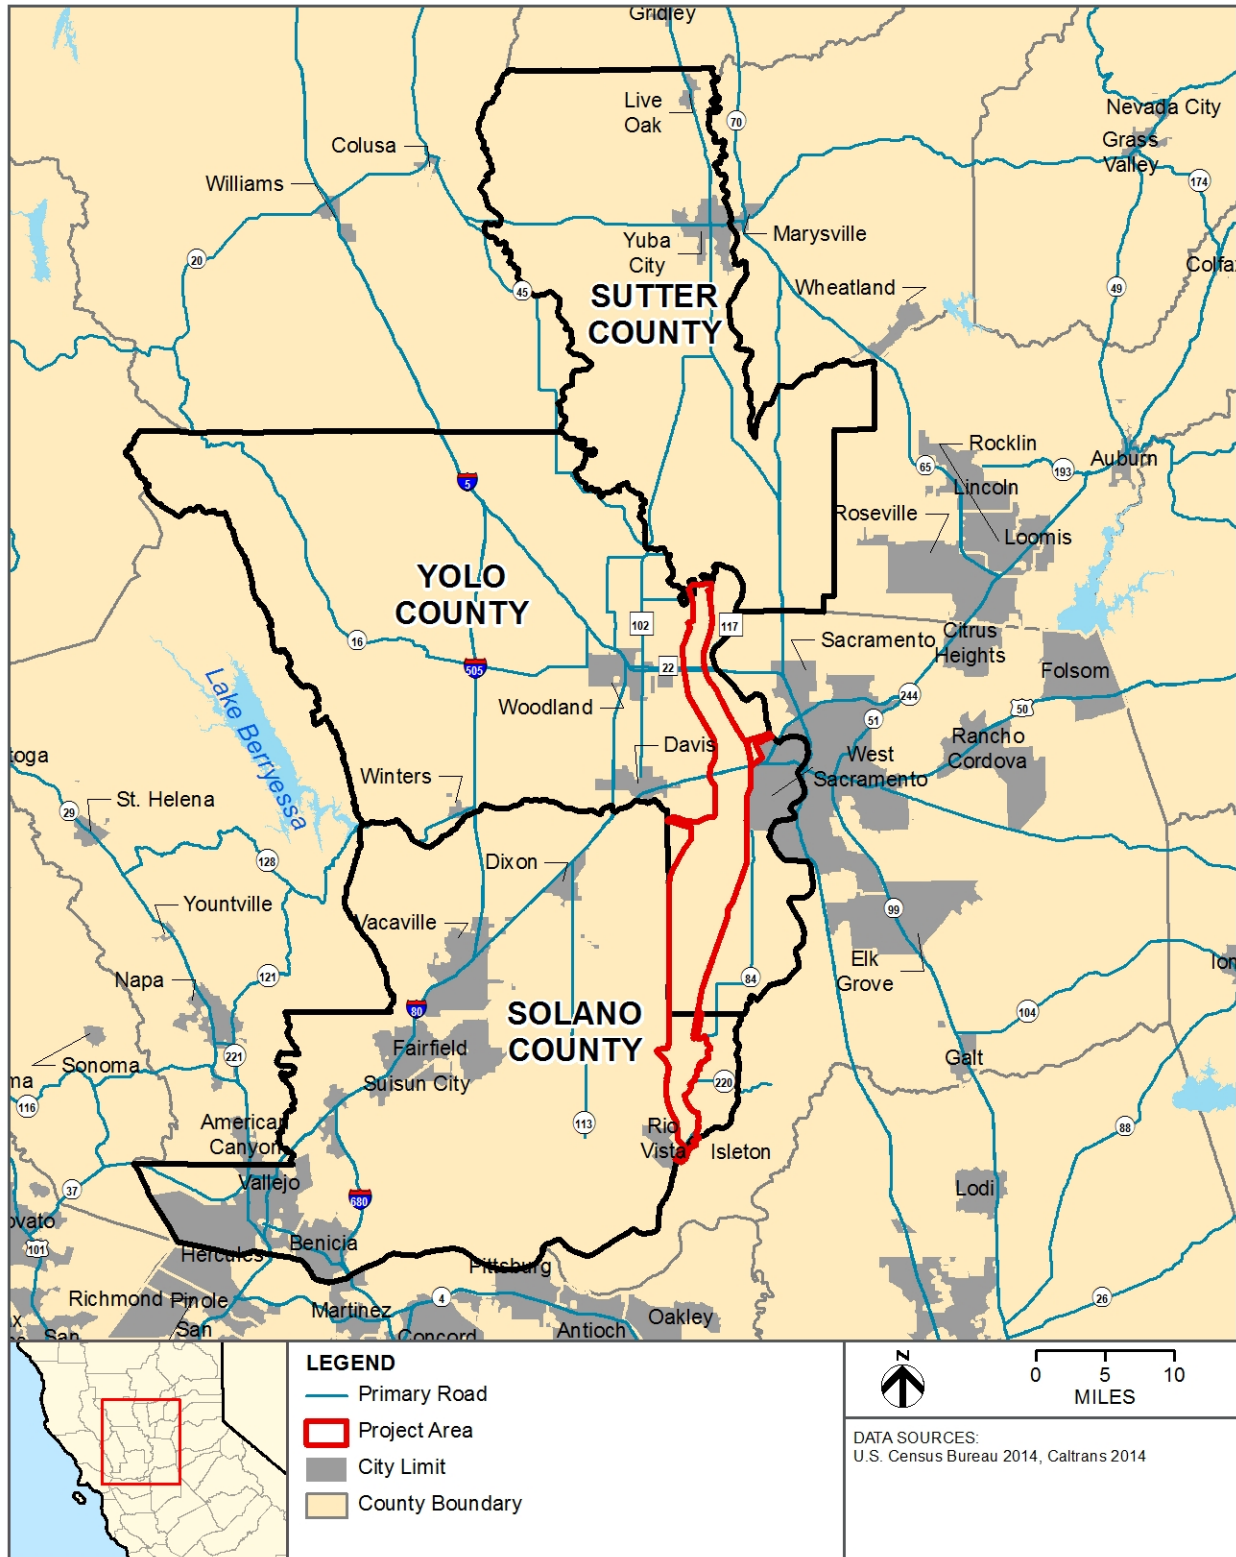 Gridley
Live
Oak
70
Nevada City
Grass
Valley
Colusa
Williams
174
Marysville
Yuba
City
20
Colfa
45
SUTTER
COUNTY
Wheatland
49
Rocklin
65
193
Auburn
5
Lincoln
Roseville
Loomis
YOLO
COUNTY
102
117
16
Sacramento
Citrus
Heights
505
22
Folsom
Lake Berryessa
Woodland
244
50
51
Davis
West
Sacramento
Rancho
Cordova
toga
Winters
St. Helena
29
Dixon
128
Yountville
Vacaville
99
Elk
Grove
Napa
121
84
Ion
80
SOLANO
COUNTY
104
Fairfield
221
Galt
Sonoma
Suisun City
220
ma
116
American
Canyon
113
Rio
Vista
Isleton
88
Vallejo
37
680
Lodi
ovato
101
Hercules
Benicia
Pittsburg
Richmond
Pinole
Martinez
4
26
Oakley
San
San
Concord
Antioch
LEGEND
Primary Road
Project Area
City Limit
County Boundary
N
0 5 10
MILES
DATA SOURCES:
U.S. Census Bureau 2014, Caltrans 2014